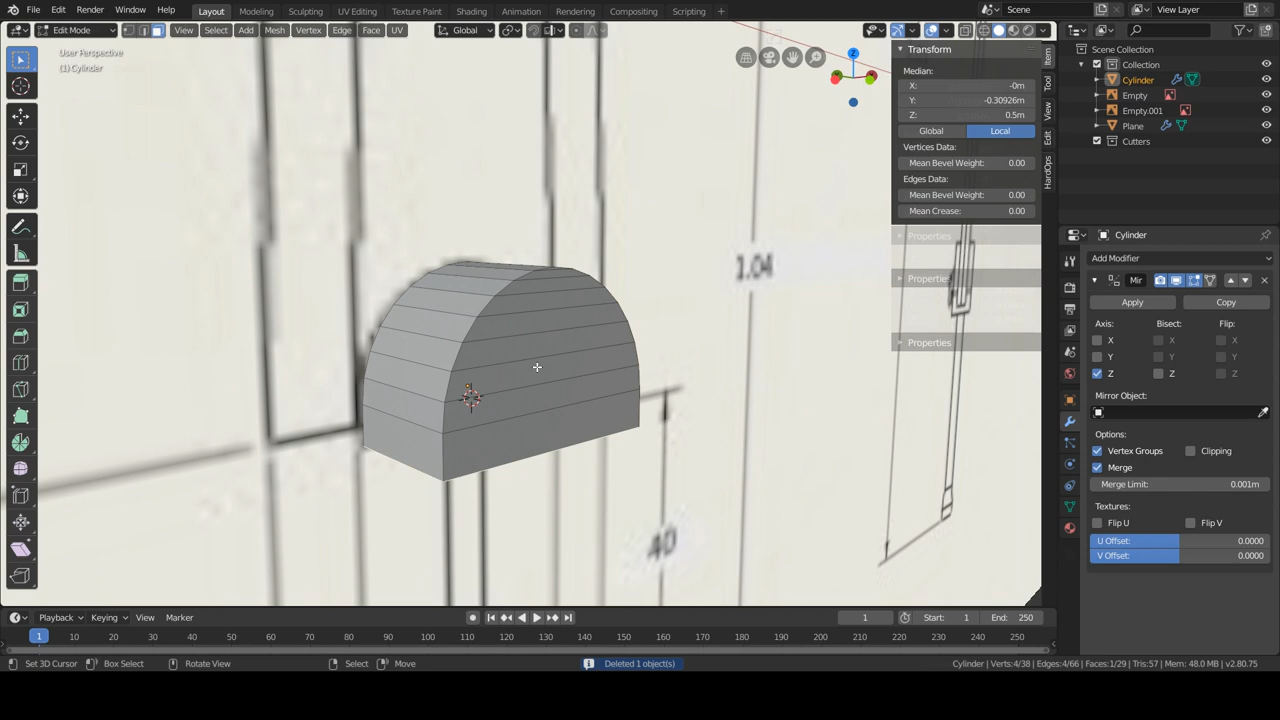 File Edit Render Window Help Layout Modeling Sculpting UV Editing Texture Paint Shading Animation Rendering Compositing Scripting Scene View Layer
Edit Mode View Select Add Mesh Vertex Edge Face UV Global
User Perspective
(1) Cylinder
Z
1.04
40
Transform
Median:
X: -0m
Y: -0.30926m
Z: 0.5m
Global Local
Vertices Data:
Mean Bevel Weight: 0.00
Edges Data:
Mean Bevel Weight: 0.00
Mean Crease: 0.00
Properties
Properties
Properties
Item
Tool
View
Edit
HardOps
Scene Collection
Collection
Cylinder
Empty
Empty.001
Plane
Cutters
Cylinder
Add Modifier
Mir
Apply Copy
Axis: Bisect: Flip:
X X X
Y Y Y
Z Z Z
Mirror Object:
Options:
Vertex Groups Clipping
Merge
Merge Limit: 0.001m
Textures:
Flip U Flip V
U Offset: 0.0000
V Offset: 0.0000
Playback Keying View Marker 1 Start: 1 End: 250
1 10 20 30 40 50 60 70 80 90 100 110 120 130 140 150 160 170 180 190 200 210 220 230 240 250
Set 3D Cursor Box Select Rotate View Select Move Deleted 1 object(s) Cylinder | Verts:4/38 | Edges:4/66 | Faces:1/29 | Tris:57 | Mem: 48.0 MB | v2.80.75